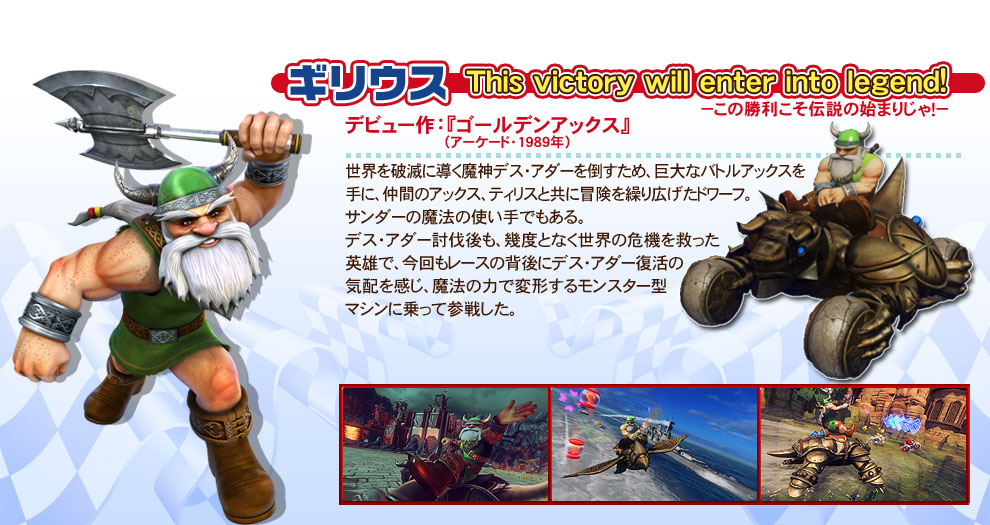 ギリウス This victory will enter into legend!
ーこの勝利こそ伝説の始まりじゃ!ー
デビュー作:『ゴールデンアックス』
(アーケード・1989年)
世界を破滅に導く魔神デス・アダーを倒すため、巨大なバトルアックスを
手に、仲間のアックス、ティリスと共に冒険を繰り広げたドワーフ。
サンダーの魔法の使い手でもある。
デス・アダー討伐後も、幾度となく世界の危機を救った
英雄で、今回もレースの背後にデス・アダー復活の
気配を感じ、魔法の力で変形するモンスター型
マシンに乗って参戦した。